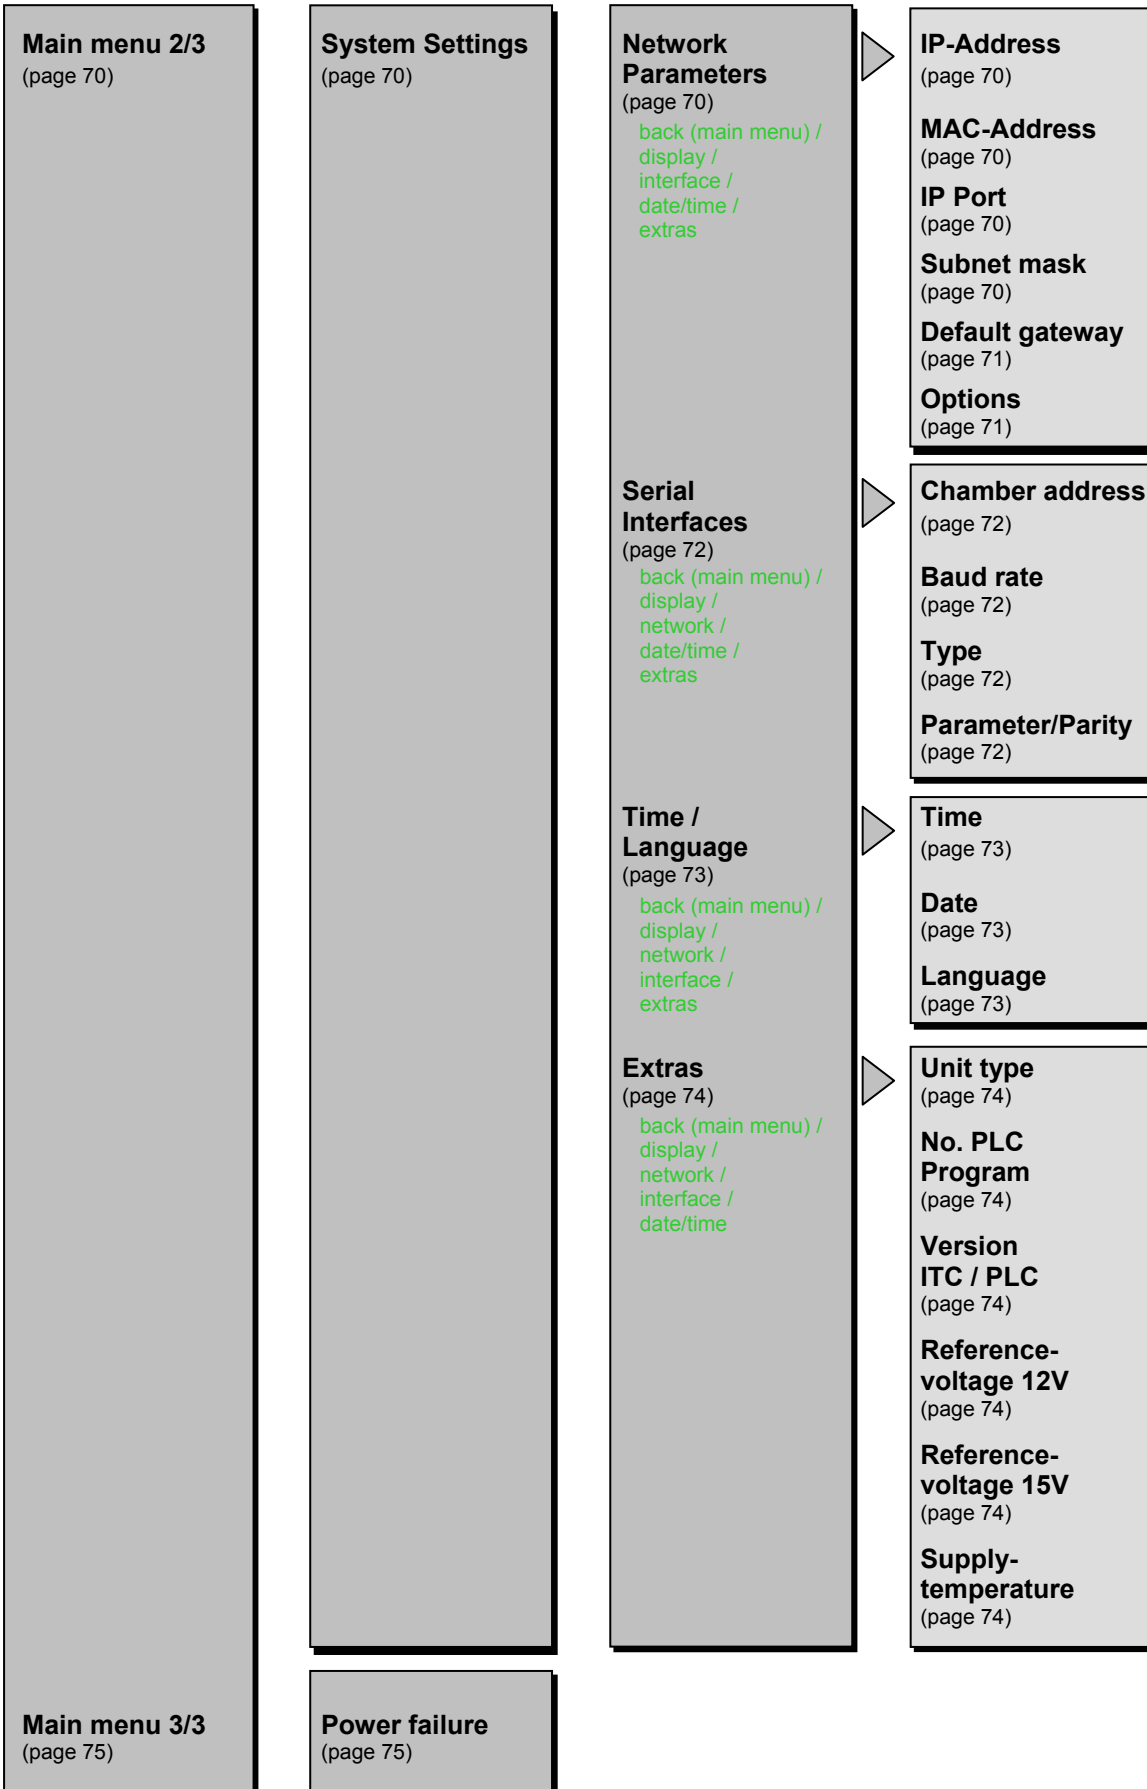 Main menu 2/3
(page 70)
System Settings
(page 70)
Network
Parameters
(page 70)
back (main menu) /
display /
interface /
date/time /
extras
IP-Address
(page 70)
MAC-Address
(page 70)
IP Port
(page 70)
Subnet mask
(page 70)
Default gateway
(page 71)
Options
(page 71)
Serial
Interfaces
(page 72)
back (main menu) /
display /
network /
date/time /
extras
Chamber address
(page 72)
Baud rate
(page 72)
Type
(page 72)
Parameter/Parity
(page 72)
Time /
Language
(page 73)
back (main menu) /
display /
network /
interface /
extras
Time
(page 73)
Date
(page 73)
Language
(page 73)
Extras
(page 74)
back (main menu) /
display /
network /
interface /
date/time
Unit type
(page 74)
No. PLC
Program
(page 74)
Version
ITC / PLC
(page 74)
Reference-
voltage 12V
(page 74)
Reference-
voltage 15V
(page 74)
Supply-
temperature
(page 74)
Main menu 3/3
(page 75)
Power failure
(page 75)